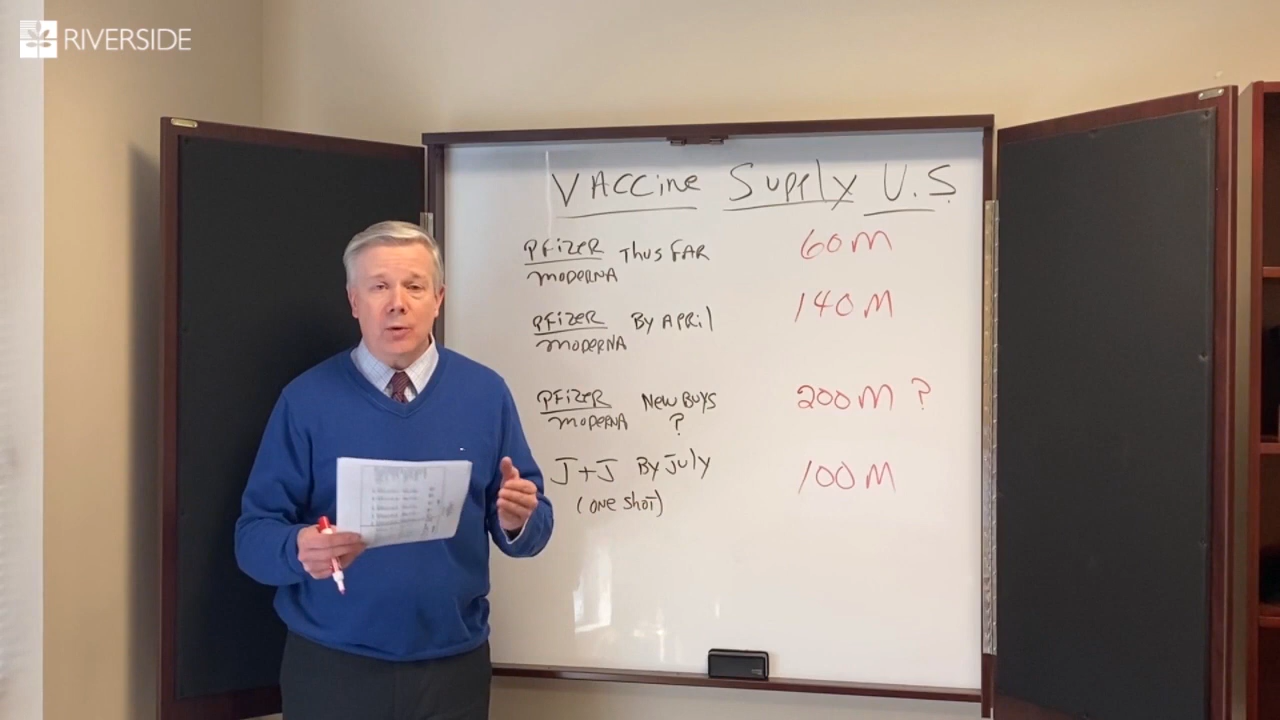 RIVERSIDE
VACCINE SUPPLY U.S.
PFIZER THUS FAR 60M
MODERNA
PFIZER BY APRIL 140M
MODERNA
PFIZER NEW BUYS 200M ?
MODERNA ?
J+J BY JULY 100M
(ONE SHOT)